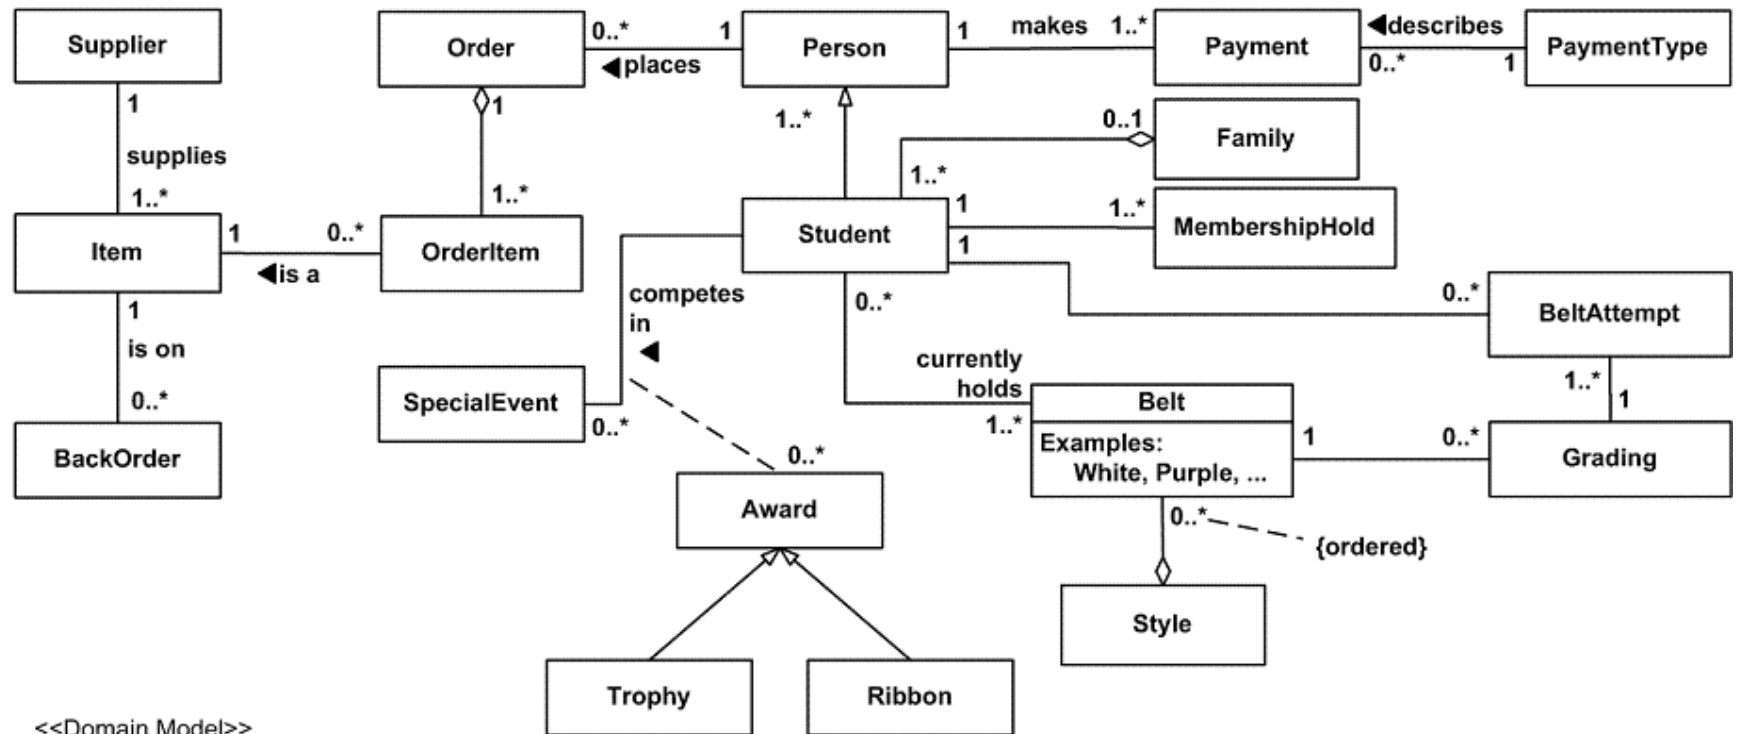 Supplier
Order
0..*
1
places
Person
1
makes
1..*
Payment
describes
0..*
1
PaymentType
1
supplies
1..*
1
1..*
1..*
0..1
Family
1..*
Item
1
0..*
is a
OrderItem
Student
1
1..*
MembershipHold
1
0..*
BeltAttempt
1
is on
0..*
BackOrder
competes
in
0..*
SpecialEvent
0..*
currently
holds
1..*
Belt
Examples:
White, Purple, ...
1
0..*
1..*
1
Grading
0..*
Award
0..*
{ordered}
Style
Trophy
Ribbon
<<Domain Model>>